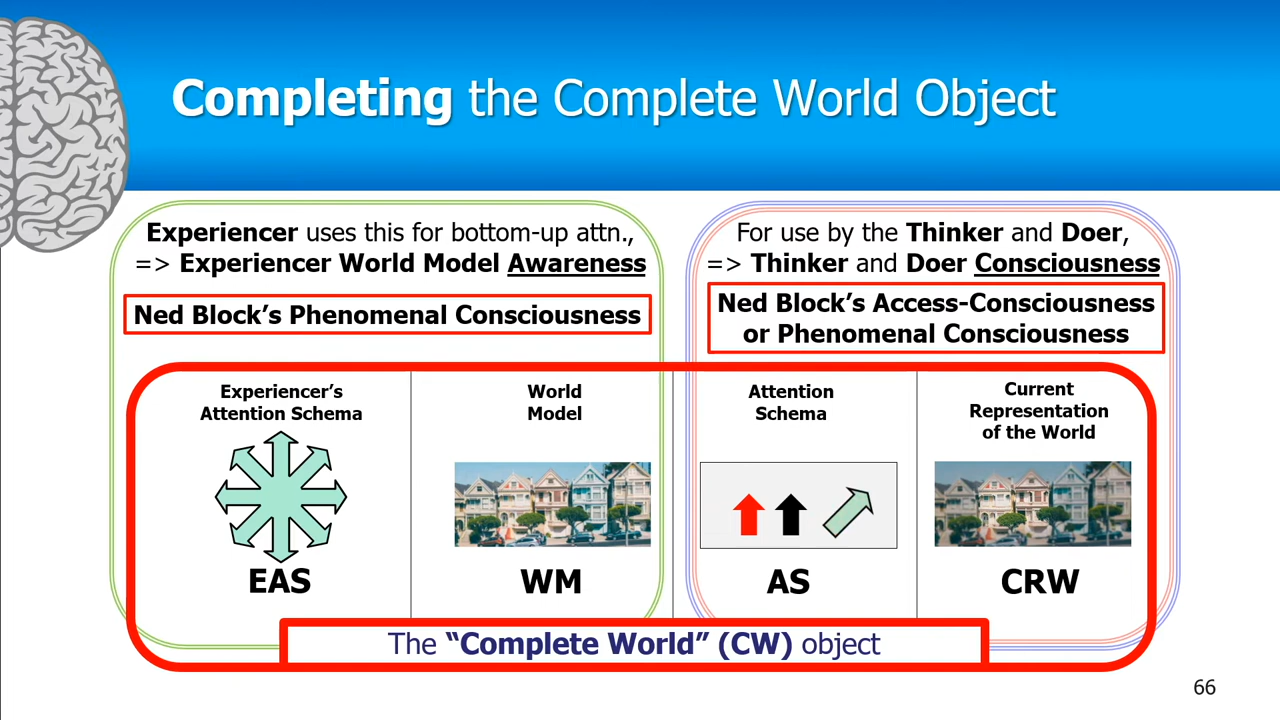 Completing the Complete World Object
Experiencer uses this for bottom-up attn.,
=> Experiencer World Model Awareness
Ned Block’s Phenomenal Consciousness
For use by the Thinker and Doer,
=> Thinker and Doer Consciousness
Ned Block’s Access-Consciousness
or Phenomenal Consciousness
Experiencer’s
Attention Schema
EAS
World
Model
WM
Attention
Schema
AS
Current
Representation
of the World
CRW
The “Complete World” (CW) object
66